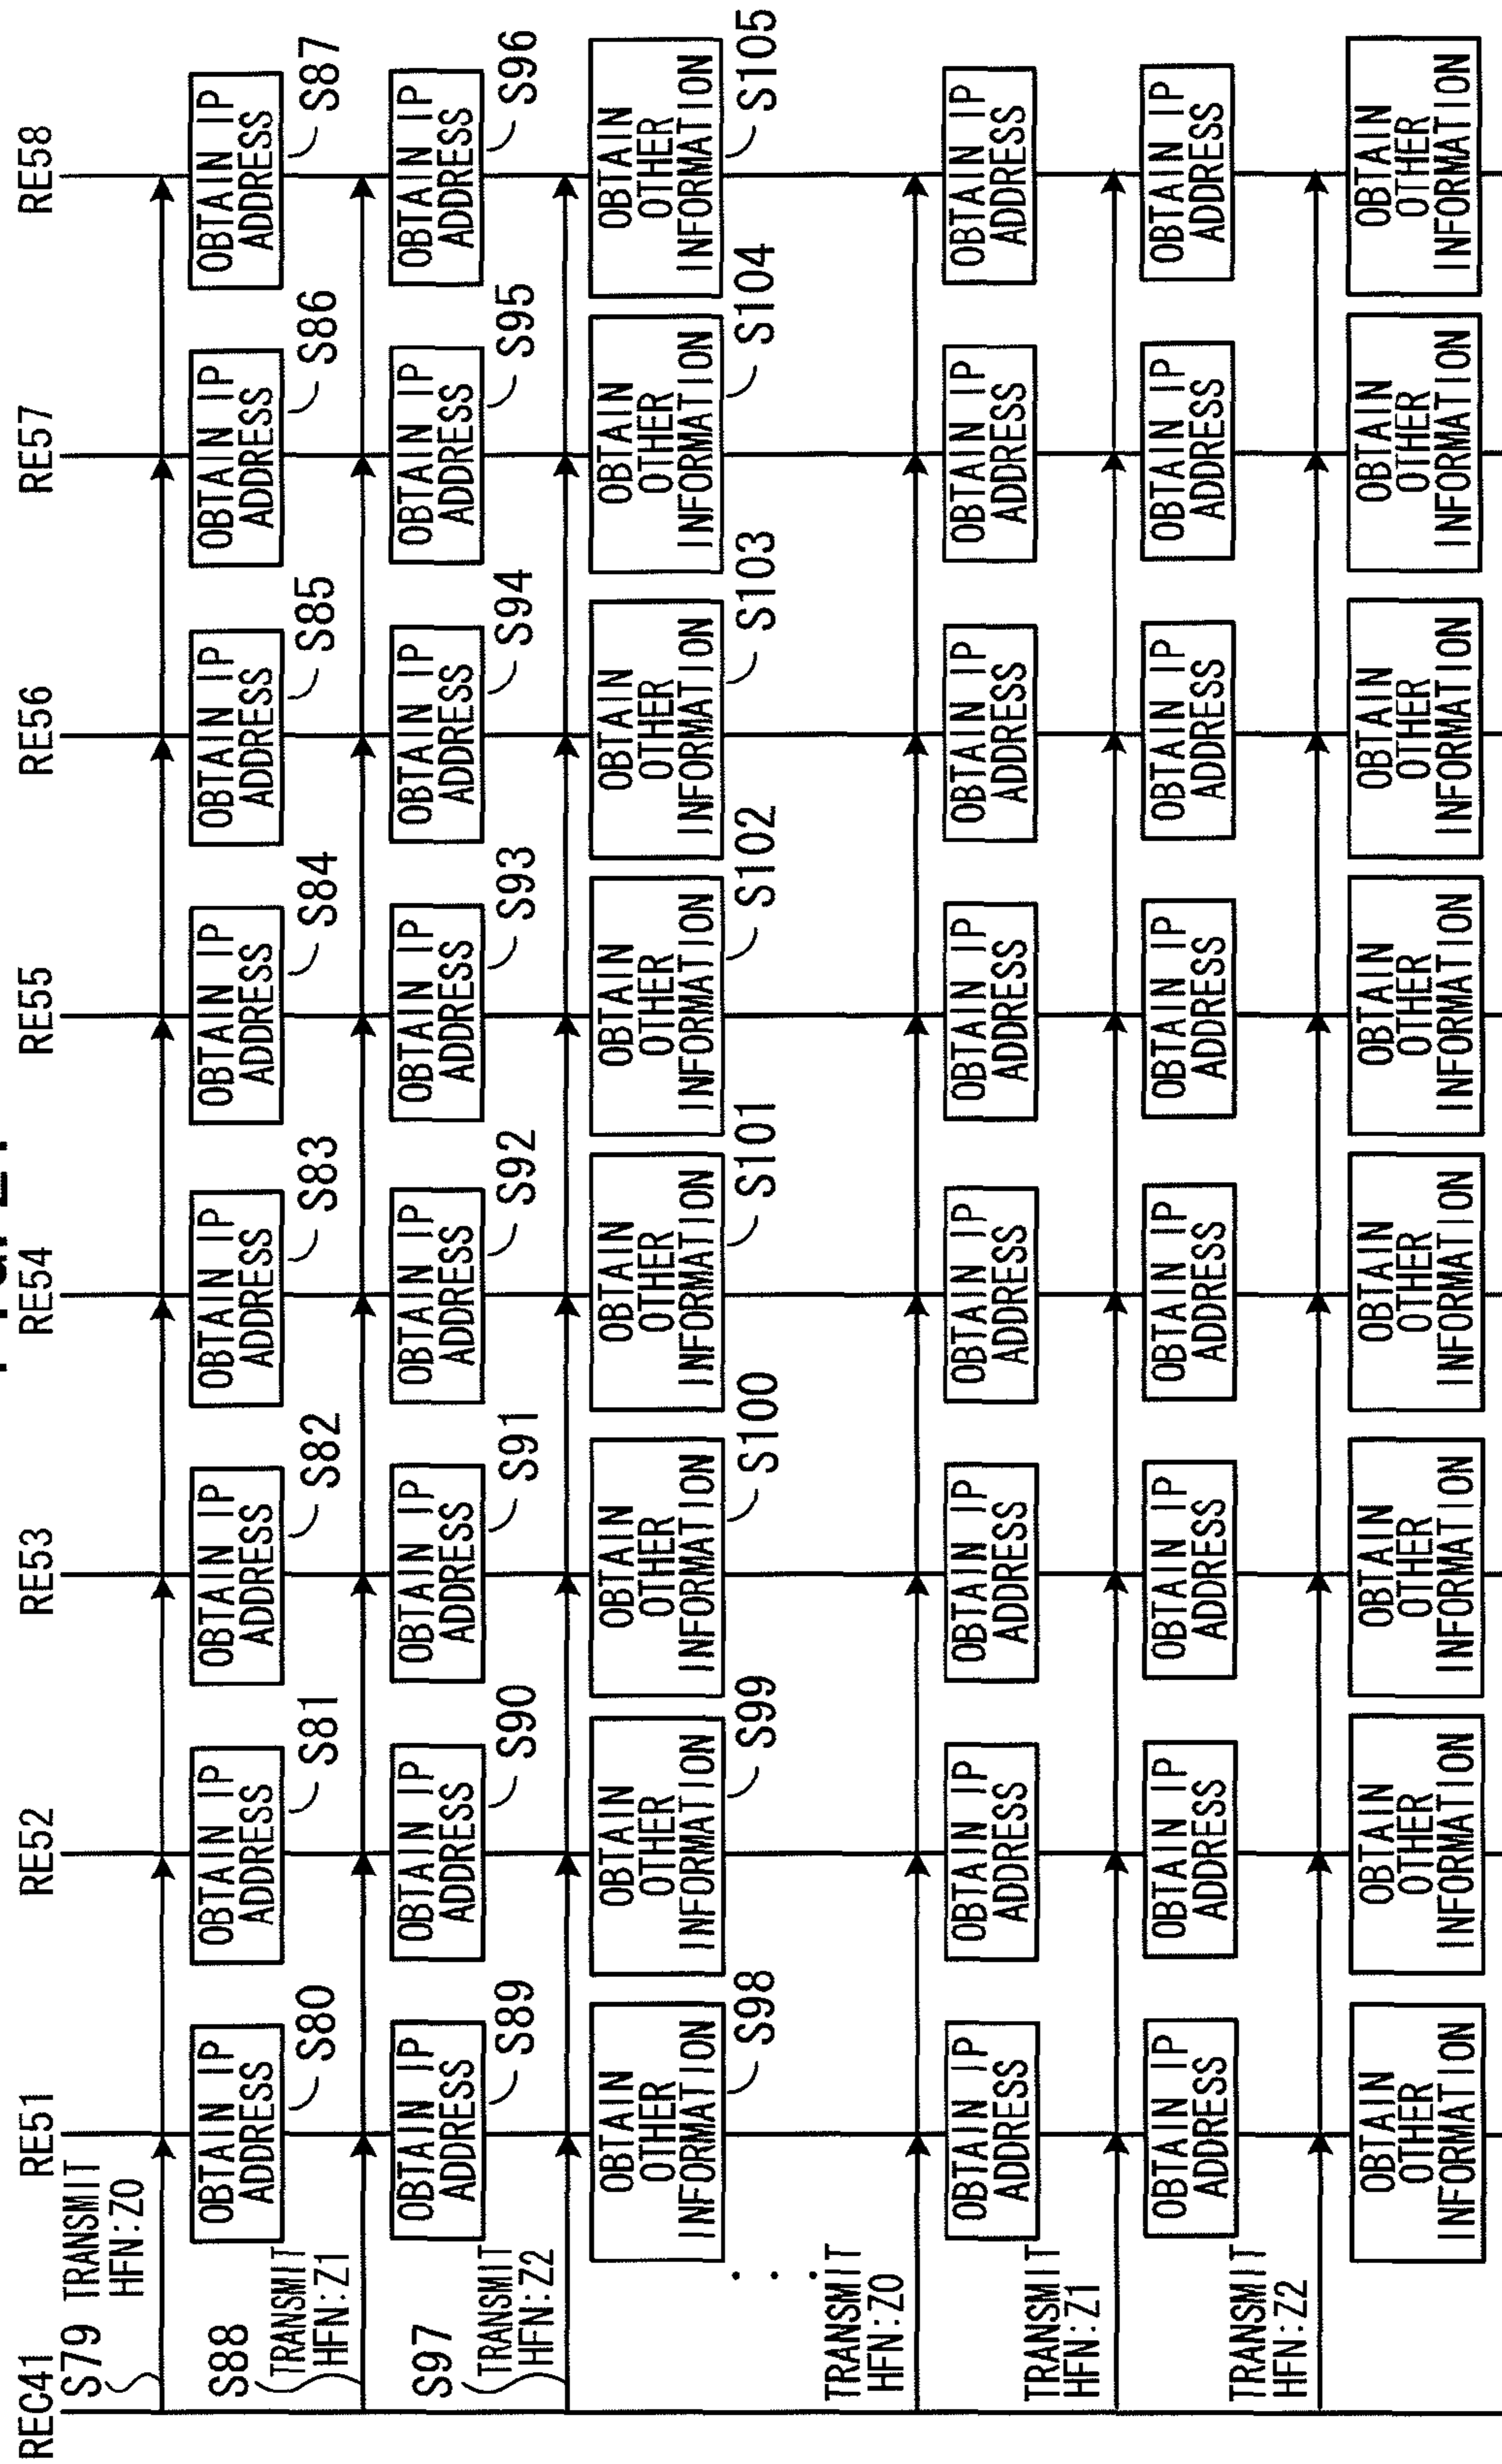 REC41
RE51
RE52
RE53
RE54
RE55
RE56
RE57
RE58
S79
TRANSMIT
HFN:Z0
OBTAIN IP
ADDRESS
S80
OBTAIN IP
ADDRESS
S81
OBTAIN IP
ADDRESS
S82
OBTAIN IP
ADDRESS
S83
OBTAIN IP
ADDRESS
S84
OBTAIN IP
ADDRESS
S85
OBTAIN IP
ADDRESS
S86
OBTAIN IP
ADDRESS
S87
S88
TRANSMIT
HFN:Z1
OBTAIN IP
ADDRESS
S89
OBTAIN IP
ADDRESS
S90
OBTAIN IP
ADDRESS
S91
OBTAIN IP
ADDRESS
S92
OBTAIN IP
ADDRESS
S93
OBTAIN IP
ADDRESS
S94
OBTAIN IP
ADDRESS
S95
OBTAIN IP
ADDRESS
S96
S97
TRANSMIT
HFN:Z2
OBTAIN
OTHER
INFORMATION
S98
OBTAIN
OTHER
INFORMATION
S99
OBTAIN
OTHER
INFORMATION
S100
OBTAIN
OTHER
INFORMATION
S101
OBTAIN
OTHER
INFORMATION
S102
OBTAIN
OTHER
INFORMATION
S103
OBTAIN
OTHER
INFORMATION
S104
OBTAIN
OTHER
INFORMATION
S105
TRANSMIT
HFN:Z0
OBTAIN IP
ADDRESS
OBTAIN IP
ADDRESS
OBTAIN IP
ADDRESS
OBTAIN IP
ADDRESS
OBTAIN IP
ADDRESS
OBTAIN IP
ADDRESS
OBTAIN IP
ADDRESS
OBTAIN IP
ADDRESS
TRANSMIT
HFN:Z1
OBTAIN IP
ADDRESS
OBTAIN IP
ADDRESS
OBTAIN IP
ADDRESS
OBTAIN IP
ADDRESS
OBTAIN IP
ADDRESS
OBTAIN IP
ADDRESS
OBTAIN IP
ADDRESS
OBTAIN IP
ADDRESS
TRANSMIT
HFN:Z2
OBTAIN
OTHER
INFORMATION
OBTAIN
OTHER
INFORMATION
OBTAIN
OTHER
INFORMATION
OBTAIN
OTHER
INFORMATION
OBTAIN
OTHER
INFORMATION
OBTAIN
OTHER
INFORMATION
OBTAIN
OTHER
INFORMATION
OBTAIN
OTHER
INFORMATION